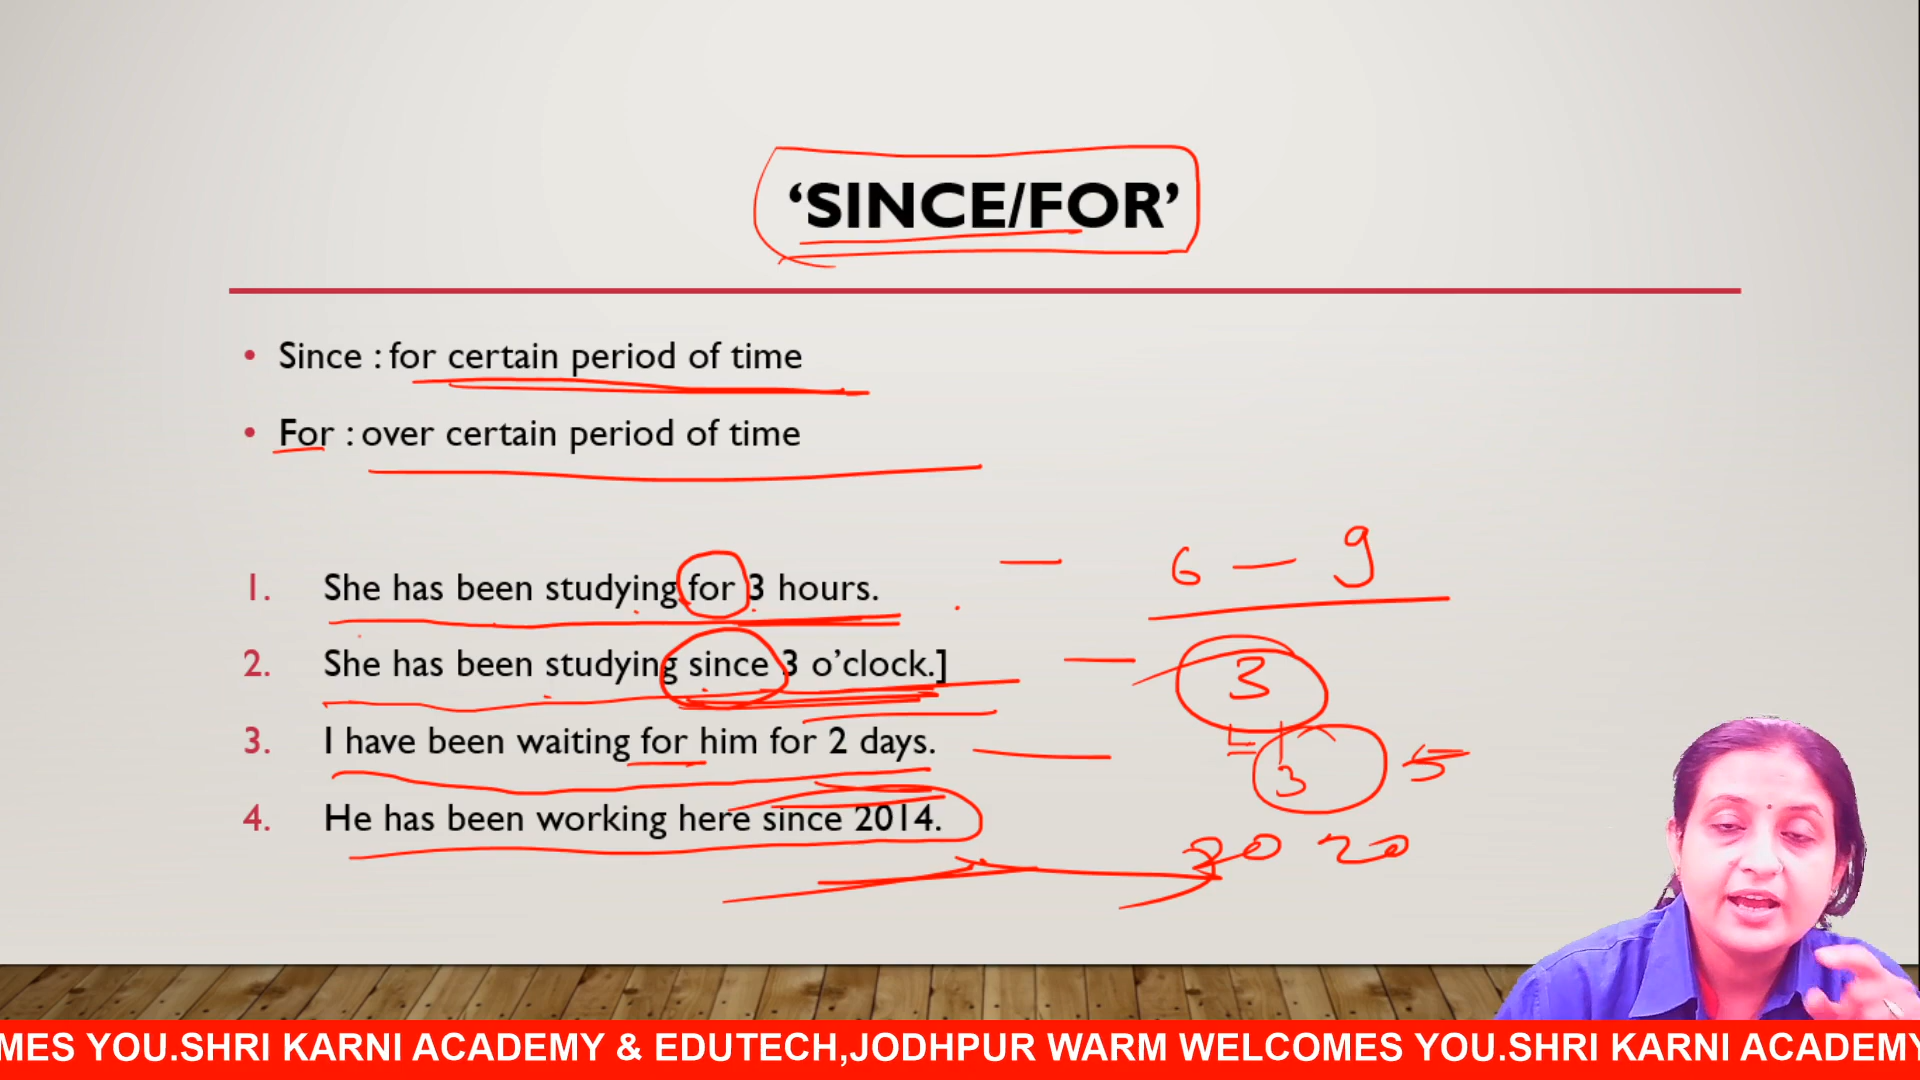 ‘SINCE/FOR’
• Since : for certain period of time
• For : over certain period of time
1. She has been studying for 3 hours. — 6 — 9
2. She has been studying since 3 o’clock.] — 3
3. I have been waiting for him for 2 days. — 3 5
4. He has been working here since 2014.
2020
MES YOU.SHRI KARNI ACADEMY & EDUTECH,JODHPUR WARM WELCOMES YOU.SHRI KARNI ACADEMY